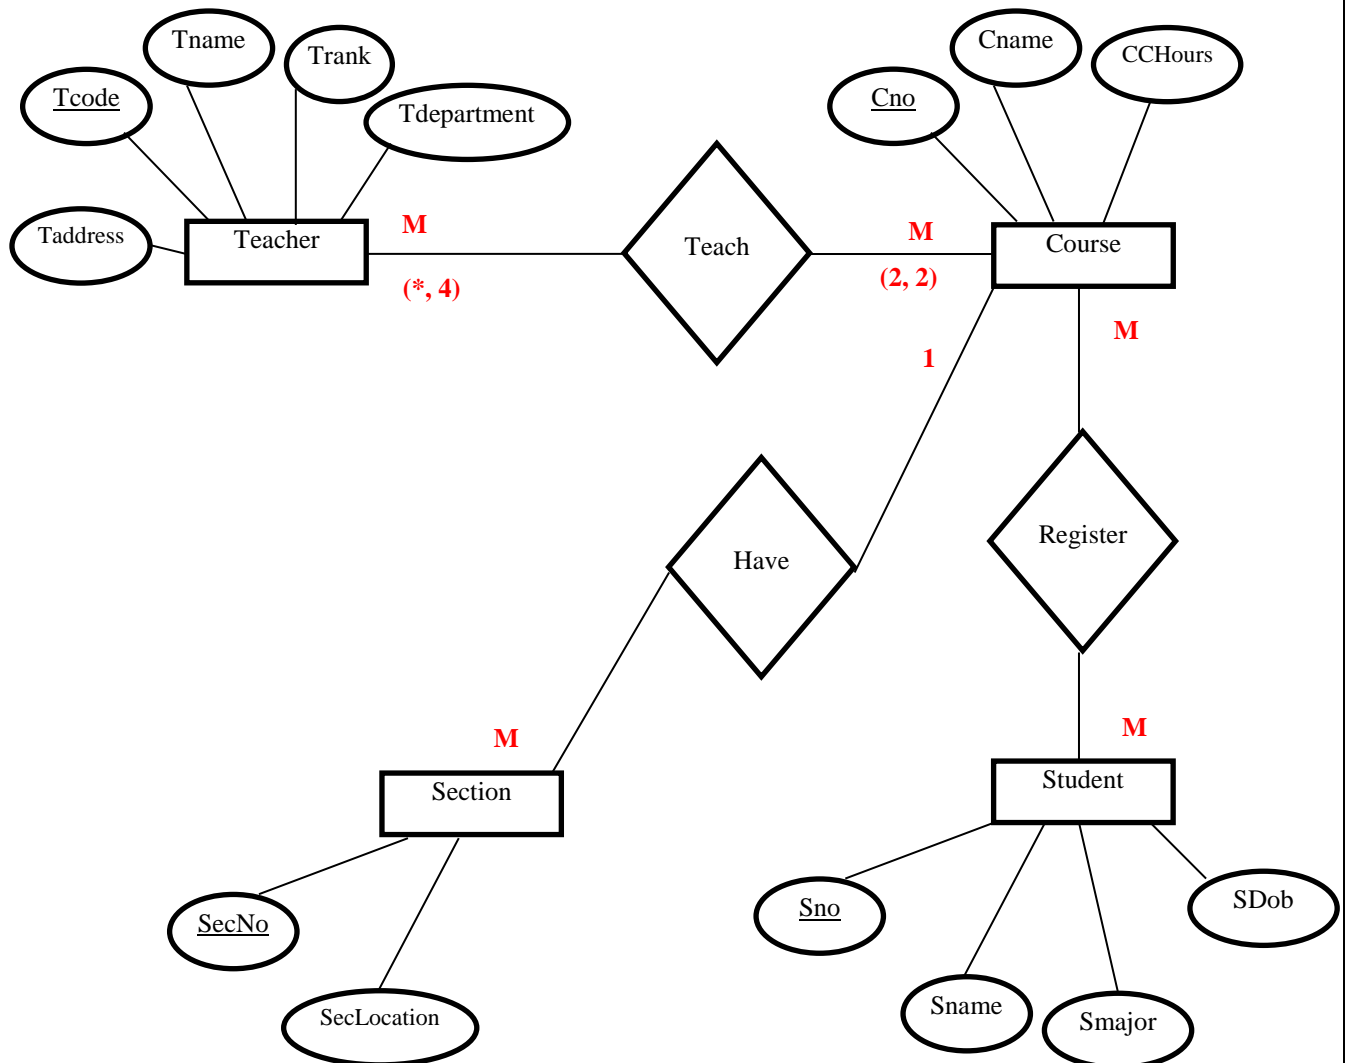 Tname
Trank
Tcode
Tdepartment
Taddress
Teacher
M
(*, 4)
Teach
M
(2, 2)
Cname
CCHours
Cno
Course
1
M
Have
Register
M
Section
SecNo
SecLocation
M
Student
Sno
SDob
Sname
Smajor